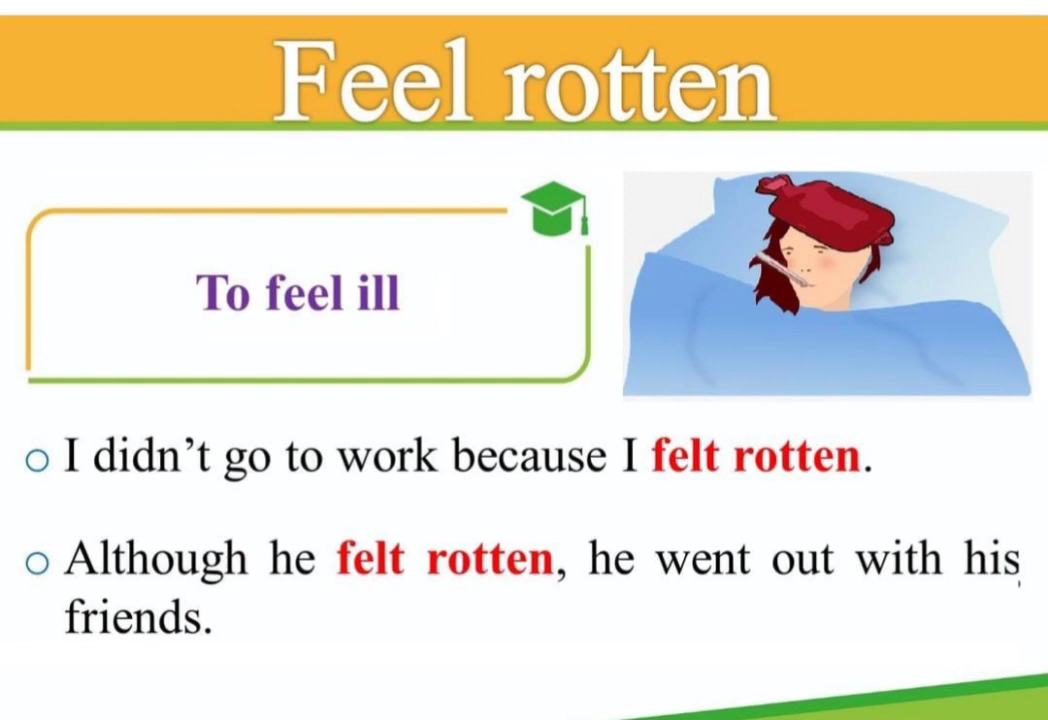 Feel rotten
To feel ill
I didn’t go to work because I felt rotten.
Although he felt rotten, he went out with his
friends.